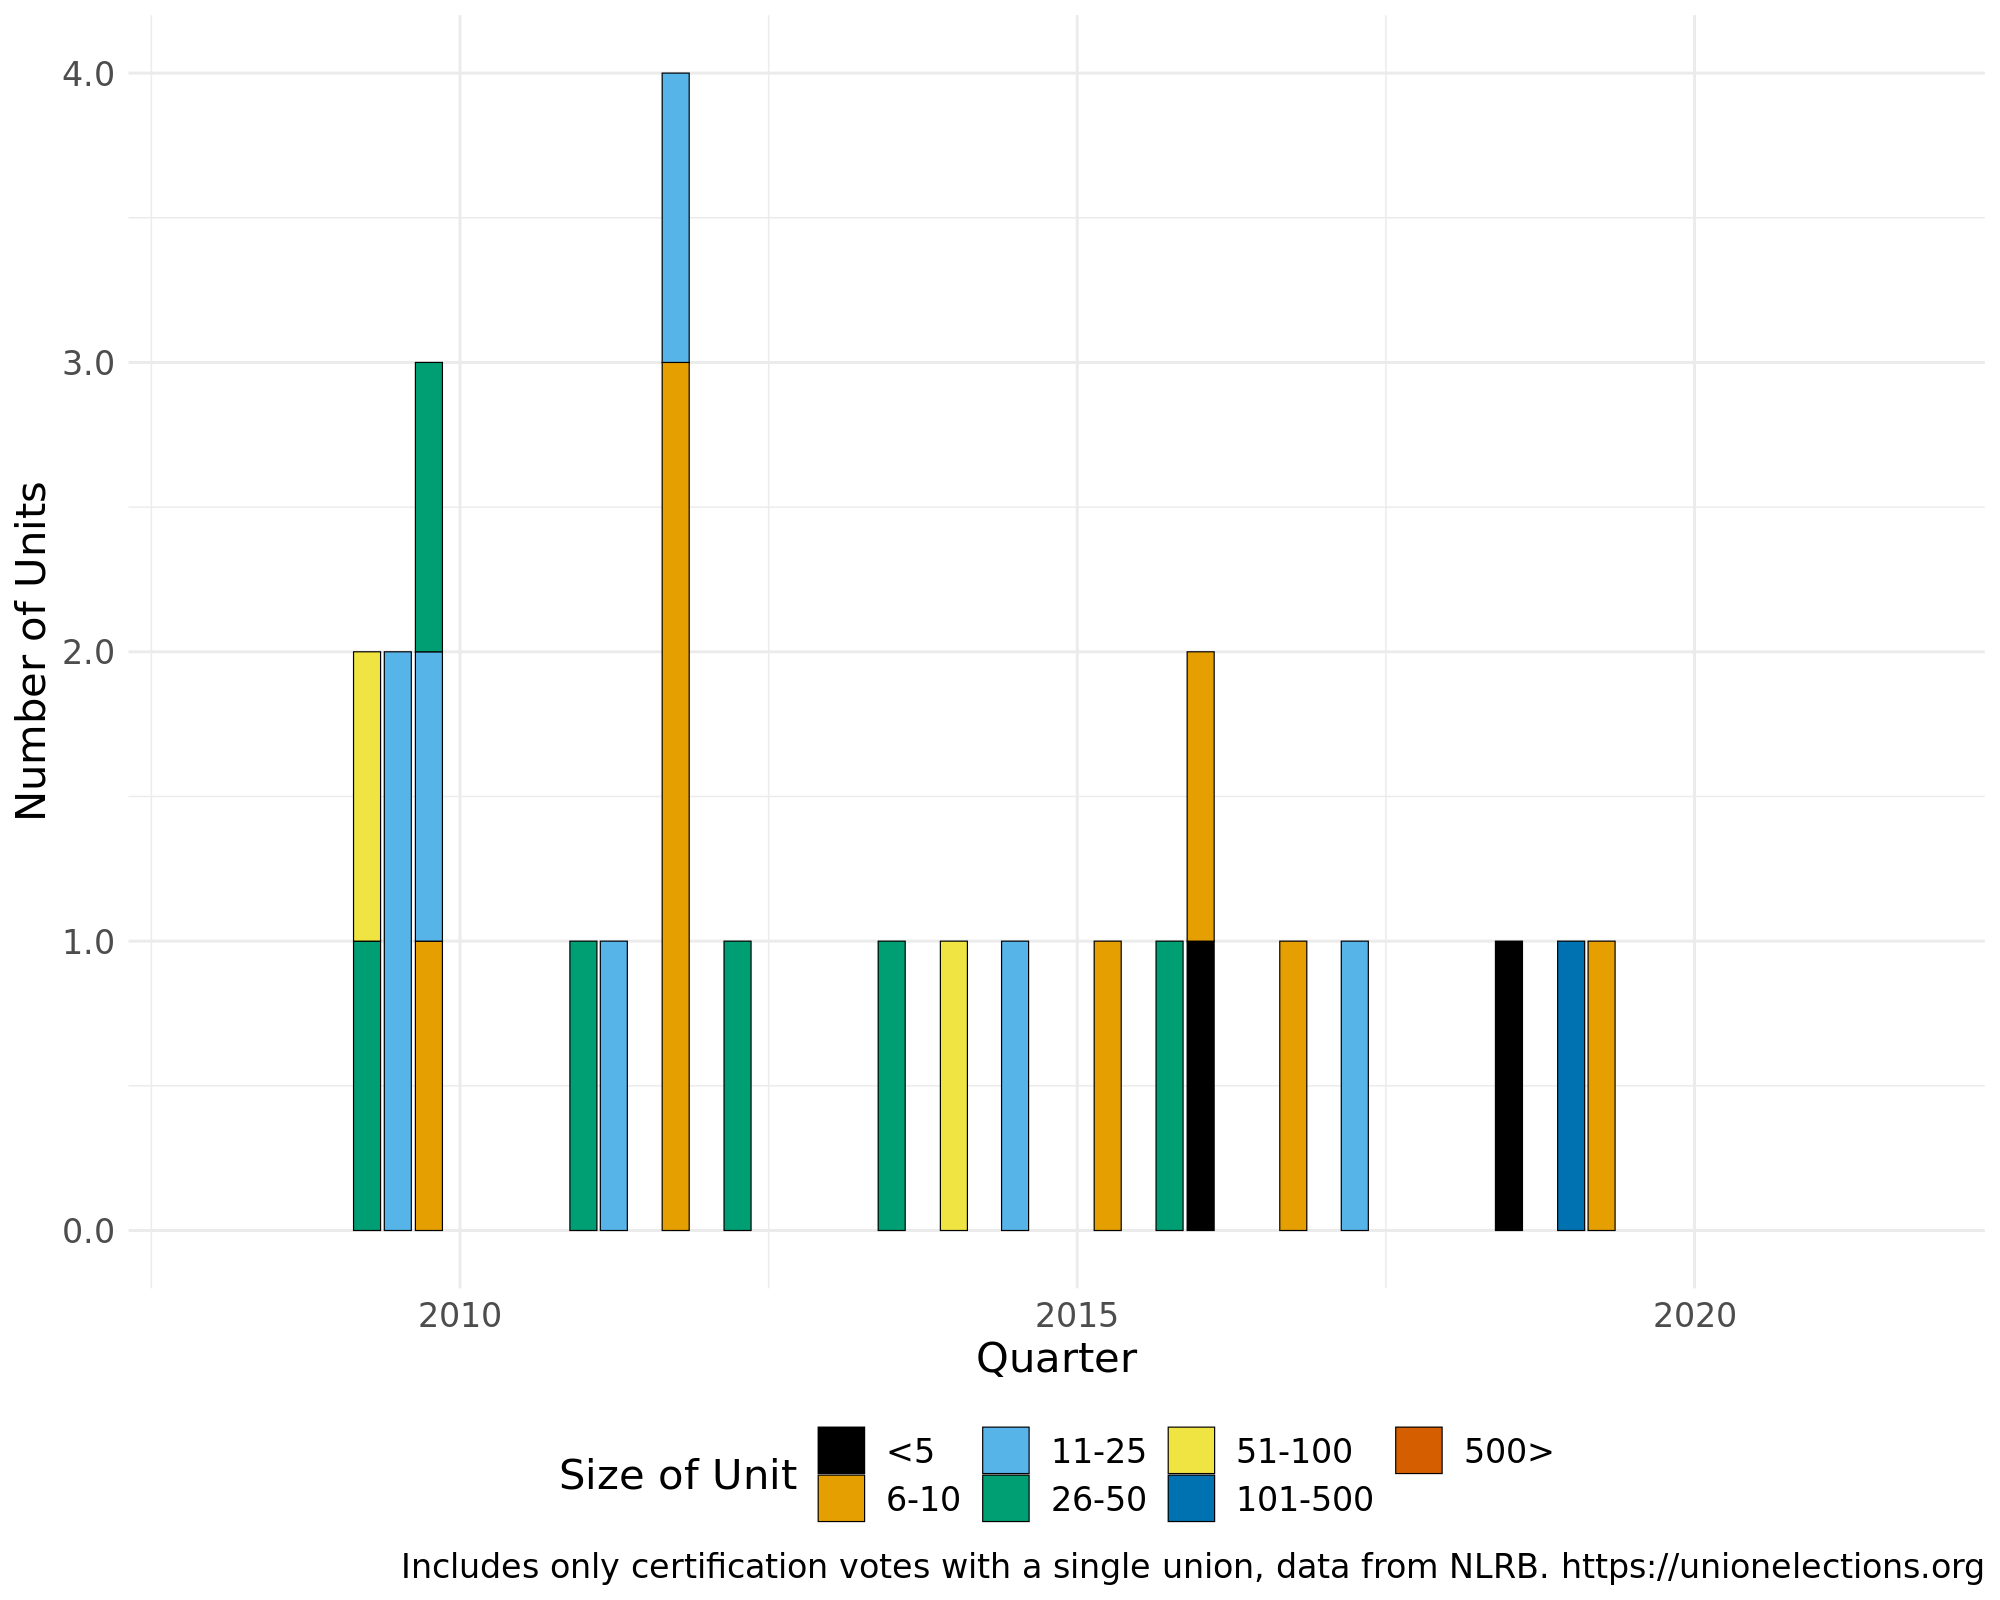 4.0
3.0
2.0
1.0
0.0
Number of Units
2010 2015 2020
Quarter
Size of Unit
<5 11-25 51-100 500>
6-10 26-50 101-500
Includes only certification votes with a single union, data from NLRB. https://unionelections.org